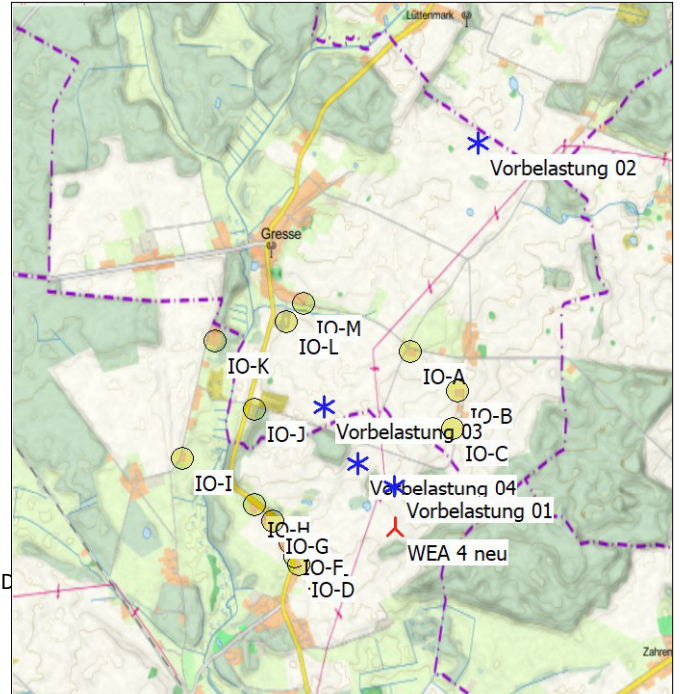 Lüttenmark
Vorbelastung 02
Gresse
IO-M
IO-L
IO-K
IO-A
IO-B
IO-J
Vorbelastung 03
IO-C
IO-I
Vorbelastung 04
Vorbelastung 01
IO-H
IO-G
WEA 4 neu
IO-F
IO-D
D
Zahren